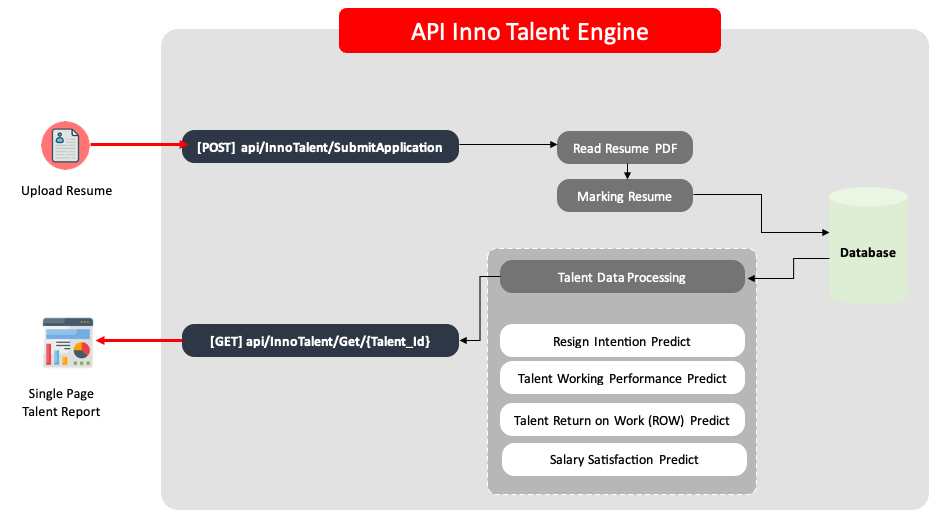 API Inno Talent Engine
[POST] api/InnoTalent/SubmitApplication
Read Resume PDF
Upload Resume
Marking Resume
Database
Talent Data Processing
[GET] api/InnoTalent/Get/{Talent_Id}
Resign Intention Predict
Talent Working Performance Predict
Single Page
Talent Report
Talent Return on Work (ROW) Predict
Salary Satisfaction Predict